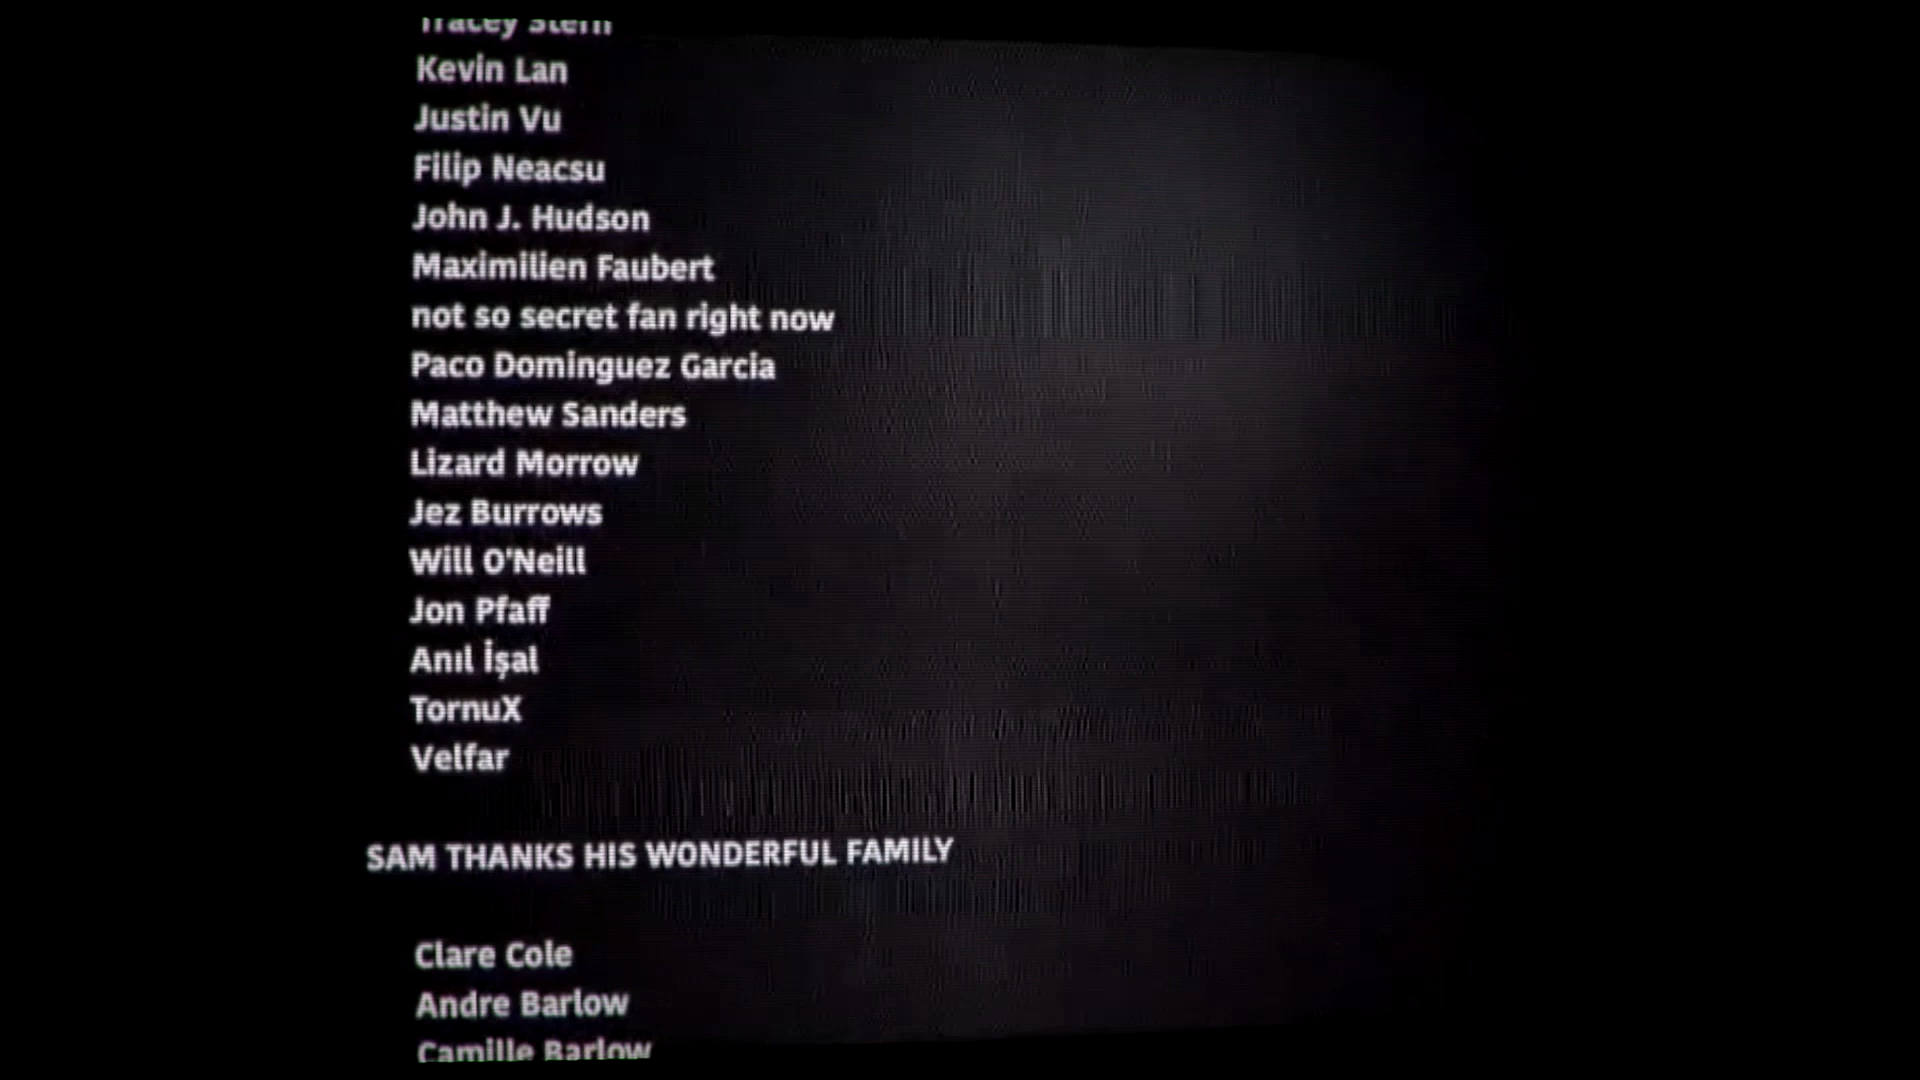 Tracey Stern
Kevin Lan
Justin Vu
Filip Neacsu
John J. Hudson
Maximilien Faubert
not so secret fan right now
Paco Dominguez Garcia
Matthew Sanders
Lizard Morrow
Jez Burrows
Will O'Neill
Jon Pfaff
Anıl İşal
TornuX
Velfar
SAM THANKS HIS WONDERFUL FAMILY
Clare Cole
Andre Barlow
Camille Barlow